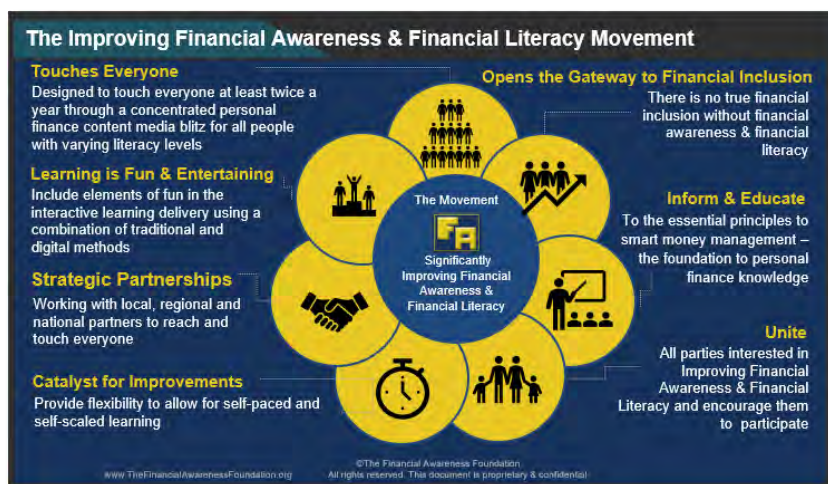 The Improving Financial Awareness & Financial Literacy Movement
Touches Everyone
Designed to touch everyone at least twice a
year through a concentrated personal
finance content media blitz for all people
with varying literacy levels
Learning is Fun & Entertaining
Include elements of fun in the
interactive learning delivery using a
combination of traditional and
digital methods
Strategic Partnerships
Working with local, regional and
national partners to reach and
touch everyone
Catalyst for Improvements
Provide flexibility to allow for self-paced and
self-scaled learning
The Movement
FA
Significantly
Improving Financial
Awareness &
Financial Literacy
Opens the Gateway to Financial Inclusion
There is no true financial
inclusion without financial
awareness & financial
literacy
Inform & Educate
To the essential principles to
smart money management –
the foundation to personal
finance knowledge
Unite
All parties interested in
Improving Financial
Awareness & Financial
Literacy and encourage them
to participate
www.TheFinancialAwarenessFoundation.org
©The Financial Awareness Foundation
All rights reserved. This document is proprietary & confidential